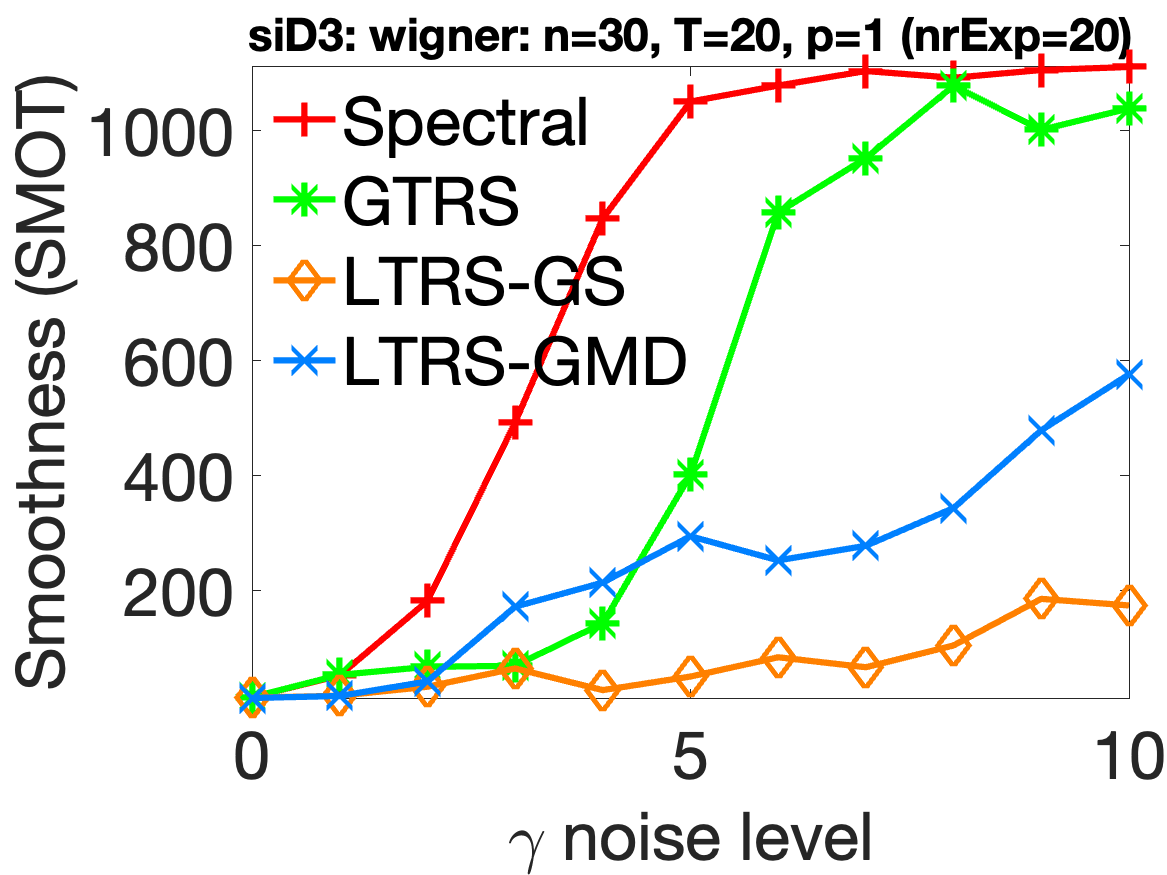 siD3: wigner: n=30, T=20, p=1 (nrExp=20)
Smoothness (SMOT)
1000
800
600
400
200
Spectral
GTRS
LTRS-GS
LTRS-GMD
0 5 10
γ noise level